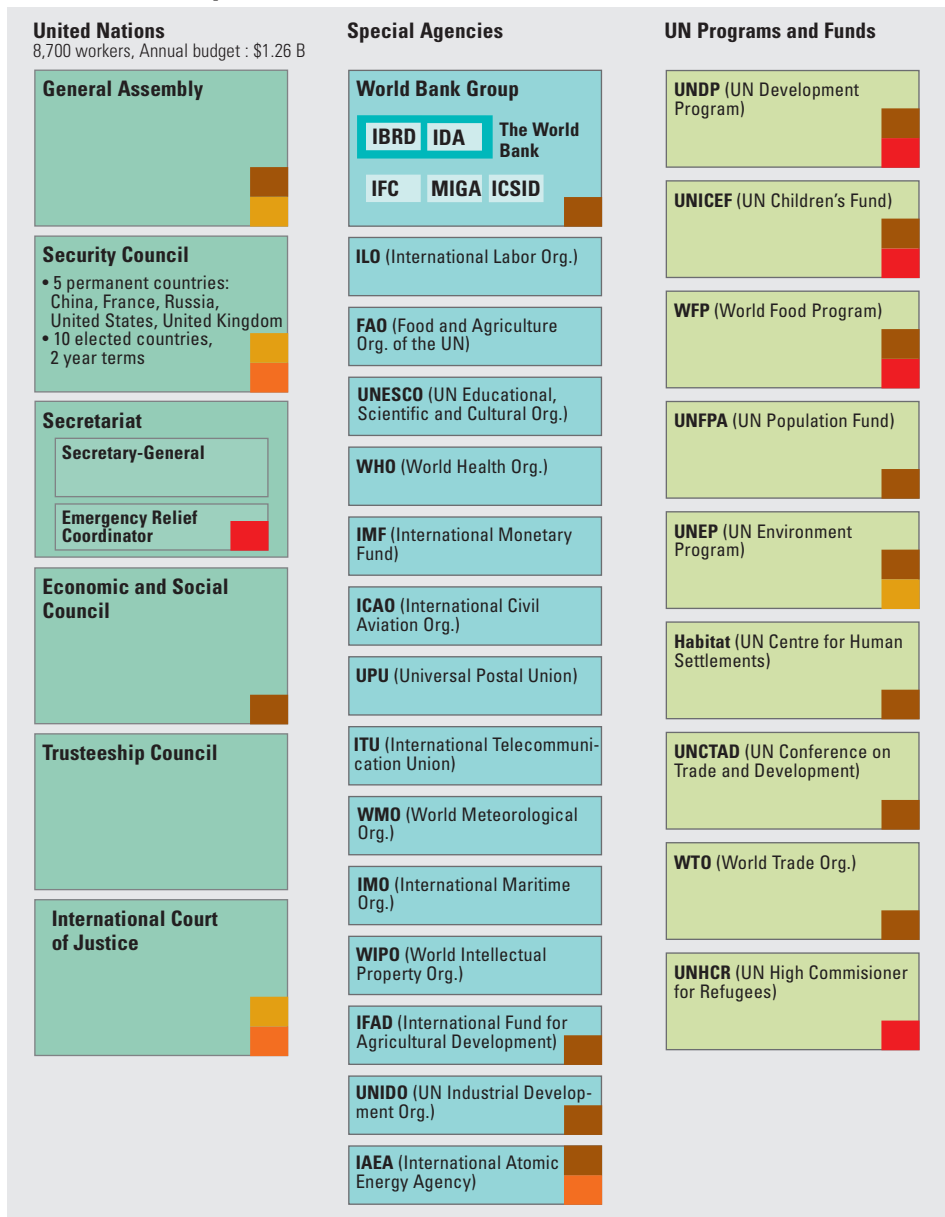 United Nations
8,700 workers, Annual budget : $1.26 B
General Assembly
Security Council
• 5 permanent countries:
China, France, Russia,
United States, United Kingdom
• 10 elected countries,
2 year terms
Secretariat
Secretary-General
Emergency Relief
Coordinator
Economic and Social
Council
Trusteeship Council
International Court
of Justice
Special Agencies
World Bank Group
IBRD IDA The World
Bank
IFC MIGA ICSID
ILO (International Labor Org.)
FAO (Food and Agriculture
Org. of the UN)
UNESCO (UN Educational,
Scientific and Cultural Org.)
WHO (World Health Org.)
IMF (International Monetary
Fund)
ICAO (International Civil
Aviation Org.)
UPU (Universal Postal Union)
ITU (International Telecommuni-
cation Union)
WMO (World Meteorological
Org.)
IMO (International Maritime
Org.)
WIPO (World Intellectual
Property Org.)
IFAD (International Fund for
Agricultural Development)
UNIDO (UN Industrial Develop-
ment Org.)
IAEA (International Atomic
Energy Agency)
UN Programs and Funds
UNDP (UN Development
Program)
UNICEF (UN Children's Fund)
WFP (World Food Program)
UNFPA (UN Population Fund)
UNEP (UN Environment
Program)
Habitat (UN Centre for Human
Settlements)
UNCTAD (UN Conference on
Trade and Development)
WTO (World Trade Org.)
UNHCR (UN High Commisioner
for Refugees)